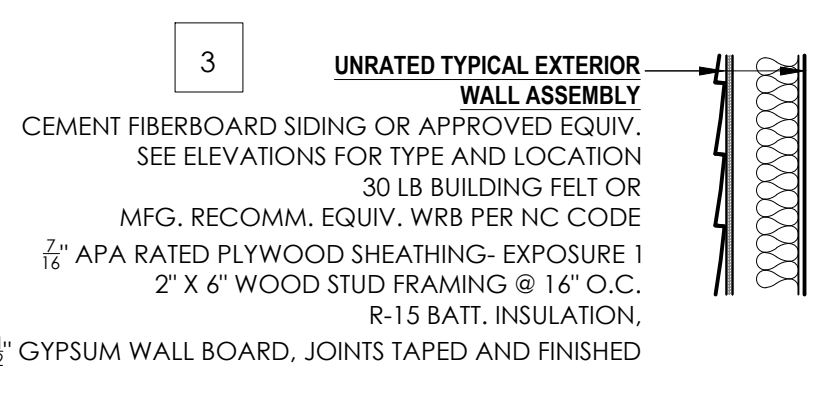 3
UNRATED TYPICAL EXTERIOR
WALL ASSEMBLY
CEMENT FIBERBOARD SIDING OR APPROVED EQUIV.
SEE ELEVATIONS FOR TYPE AND LOCATION
30 LB BUILDING FELT OR
MFG. RECOMM. EQUIV. WRB PER NC CODE
7/16" APA RATED PLYWOOD SHEATHING- EXPOSURE 1
2" X 6" WOOD STUD FRAMING @ 16" O.C.
R-15 BATT. INSULATION,
" GYPSUM WALL BOARD, JOINTS TAPED AND FINISHED